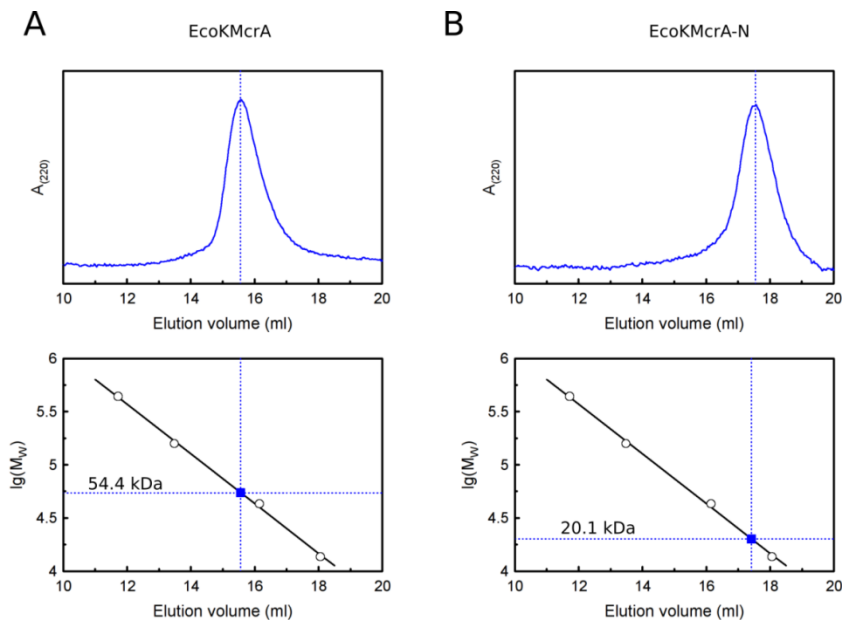 A
EcoKMcrA
A(220)
10 12 14 16 18 20
Elution volume (ml)
6
5.5
5
4.5
4
lg(MW)
54.4 kDa
10 12 14 16 18 20
Elution volume (ml)
B
EcoKMcrA-N
A(220)
10 12 14 16 18 20
Elution volume (ml)
6
5.5
5
4.5
4
lg(MW)
20.1 kDa
10 12 14 16 18 20
Elution volume (ml)